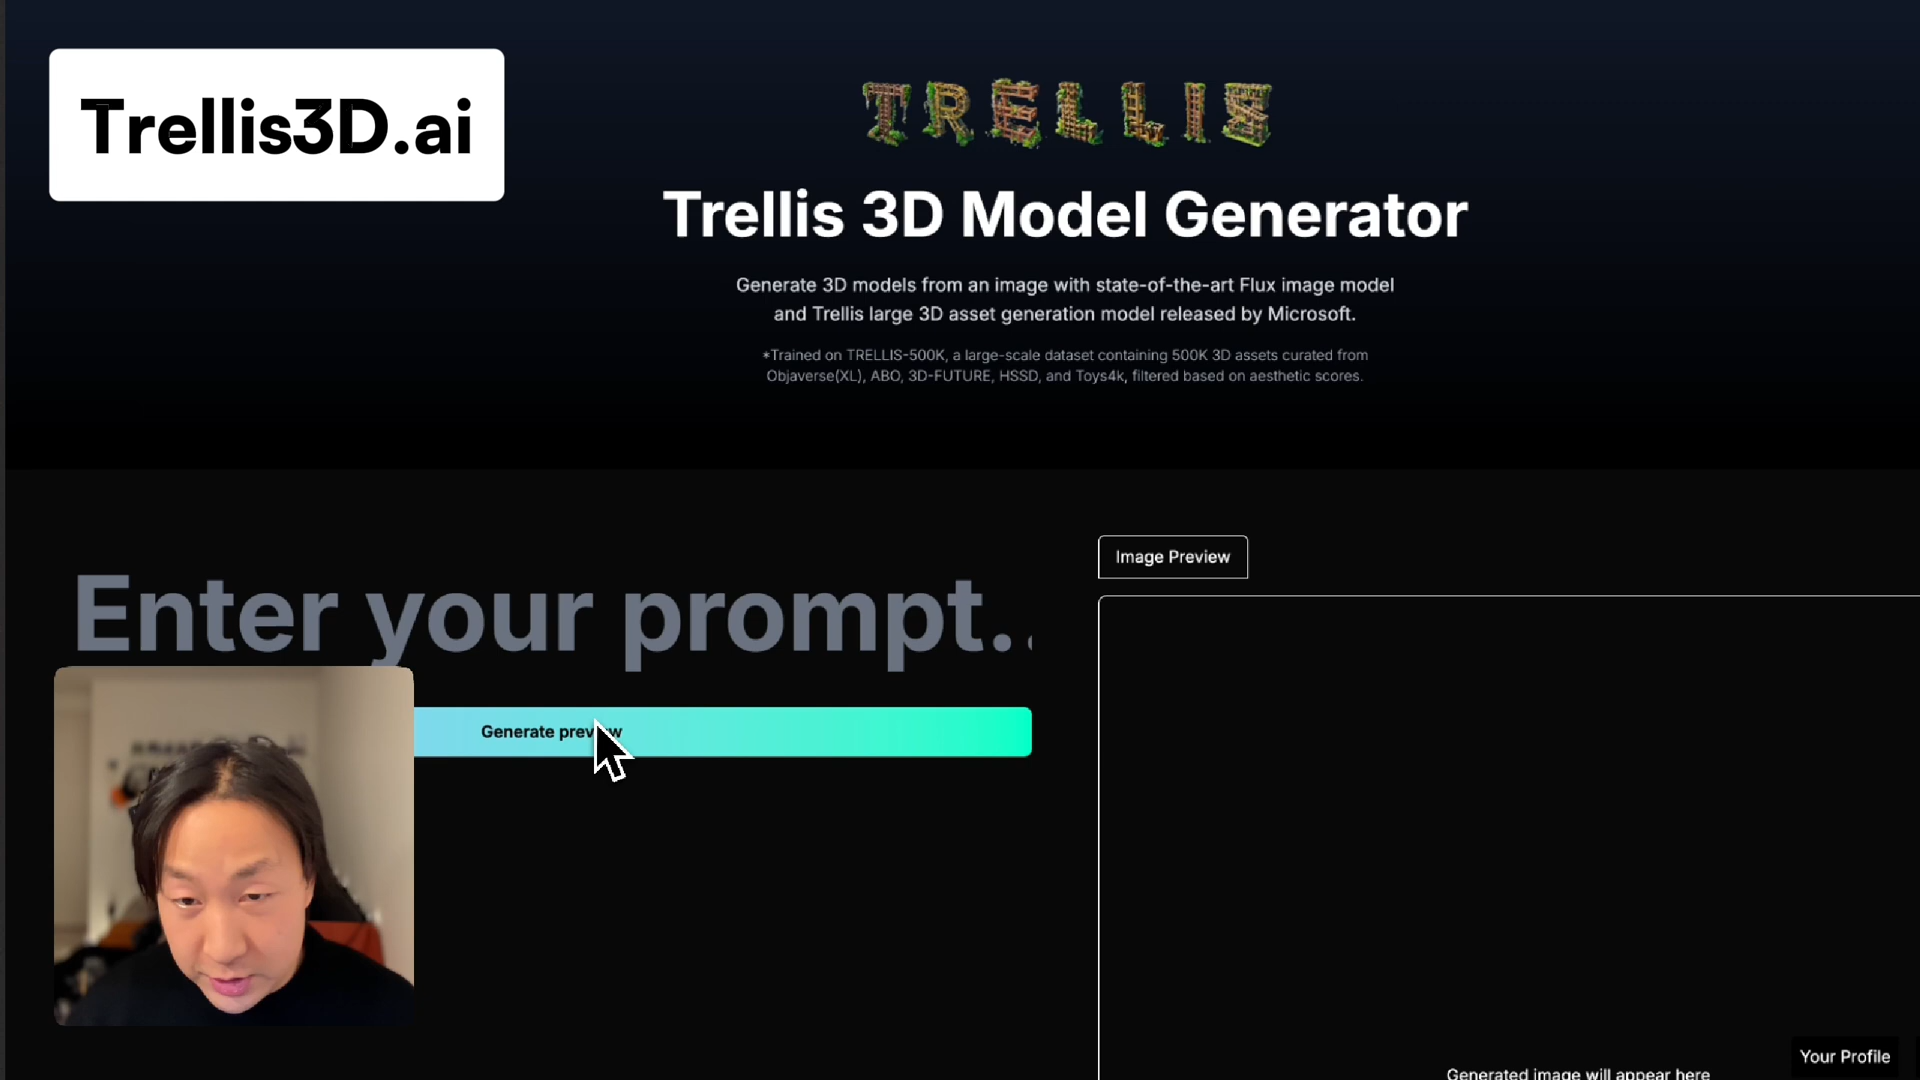 Trellis3D.ai
TRELLIS
Trellis 3D Model Generator
Generate 3D models from an image with state-of-the-art Flux image model
and Trellis large 3D asset generation model released by Microsoft.
*Trained on TRELLIS-500K, a large-scale dataset containing 500K 3D assets curated from
Objaverse(XL), ABO, 3D-FUTURE, HSSD, and Toys4k, filtered based on aesthetic scores.
Enter your prompt..
Image Preview
Generate preview
Generated image will appear here
Your Profile